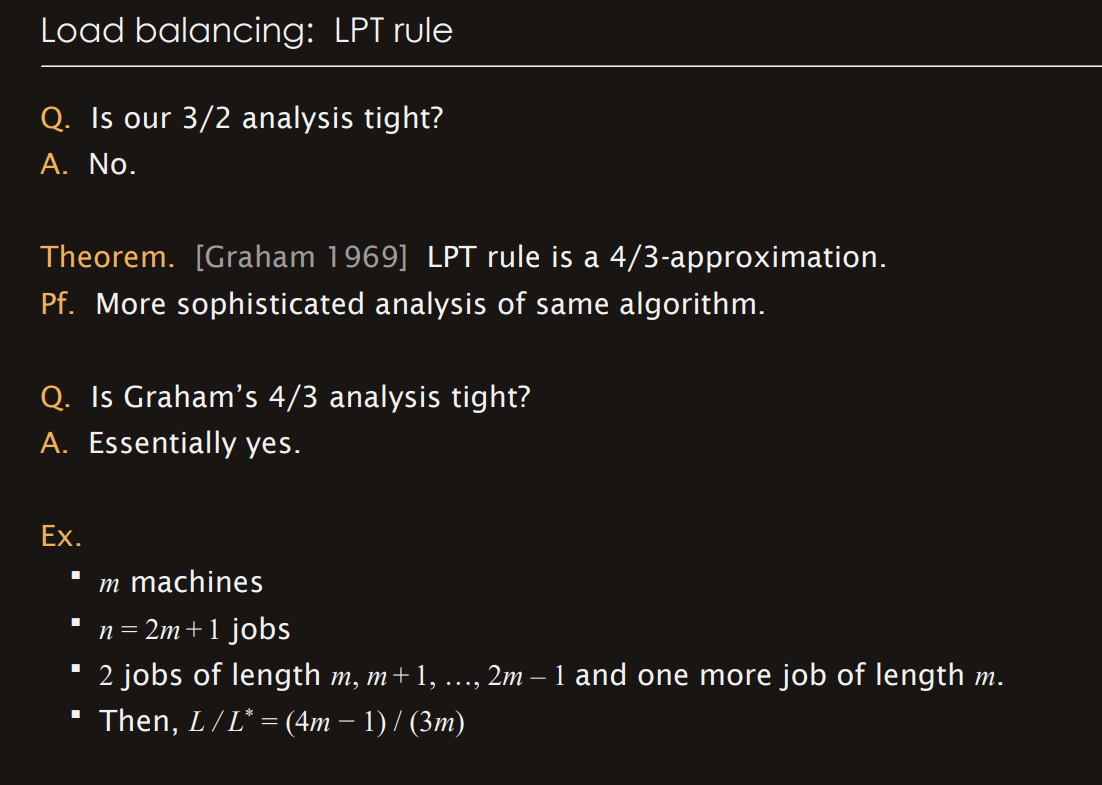 Load balancing: LPT rule
Q. Is our 3/2 analysis tight?
A. No.
Theorem. [Graham 1969] LPT rule is a 4/3-approximation.
Pf. More sophisticated analysis of same algorithm.
Q. Is Graham’s 4/3 analysis tight?
A. Essentially yes.
Ex.
▪ m machines
▪ n = 2m + 1 jobs
▪ 2 jobs of length m, m + 1, …, 2m – 1 and one more job of length m.
▪ Then, L / L* = (4m − 1) / (3m)